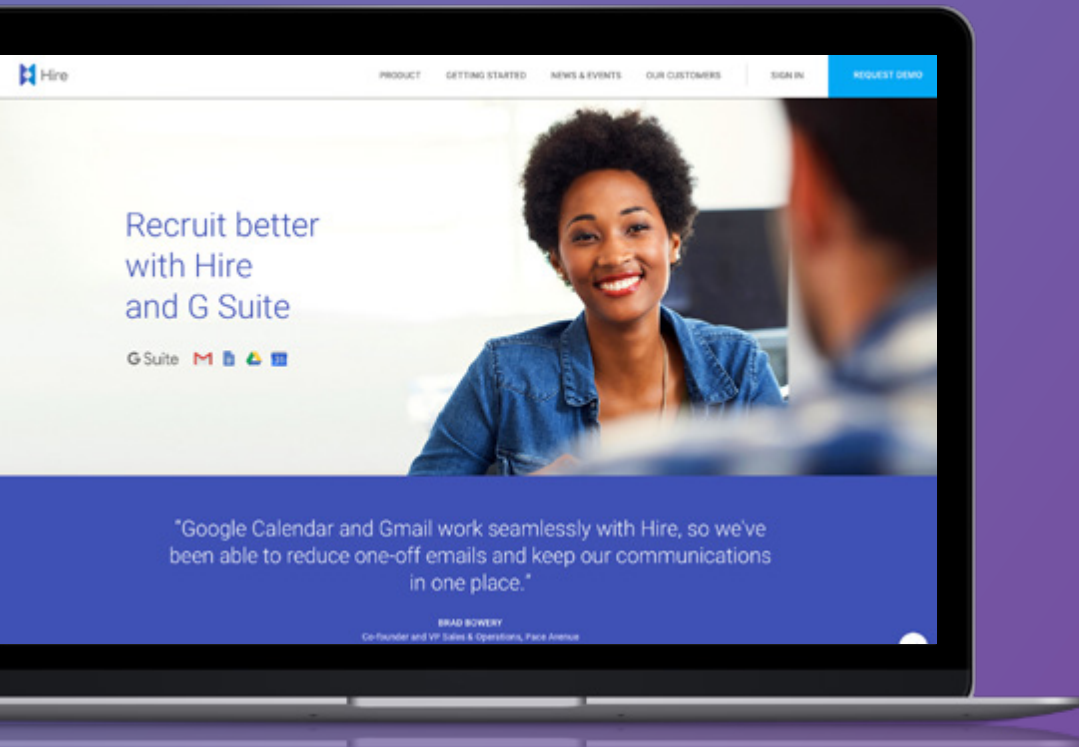 Hire
PRODUCT
GETTING STARTED
NEWS & EVENTS
OUR CUSTOMERS
SIGN IN
REQUEST DEMO
Recruit better
with Hire
and G Suite
G Suite
31
"Google Calendar and Gmail work seamlessly with Hire, so we've
been able to reduce one-off emails and keep our communications
in one place."
BRAD BOWERY
Co-founder and VP Sales & Operations, Pace Avenue